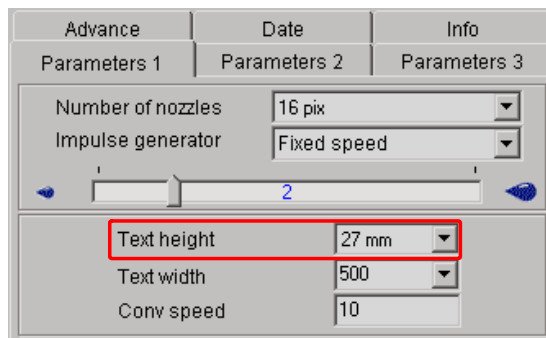 Advance Date Info
Parameters 1 Parameters 2 Parameters 3
Number of nozzles 16 pix
Impulse generator Fixed speed
2
Text height 27 mm
Text width 500
Conv speed 10